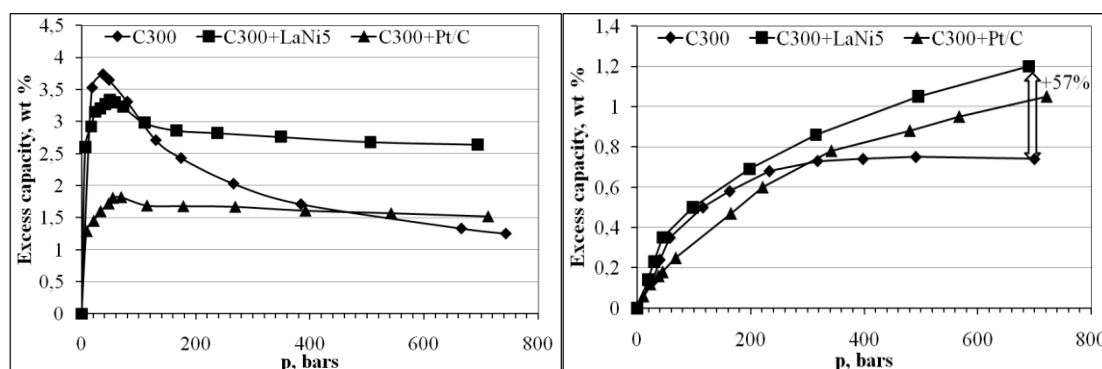 C300 C300+LaNi5 C300+Pt/C
Excess capacity, wt %
4,5
4
3,5
3
2,5
2
1,5
1
0,5
0
0 200 400 600 800
p, bars
C300 C300+LaNi5 C300+Pt/C
Excess capacity, wt %
1,4
1,2
1
0,8
0,6
0,4
0,2
0
+57%
0 200 400 600 800
p, bars